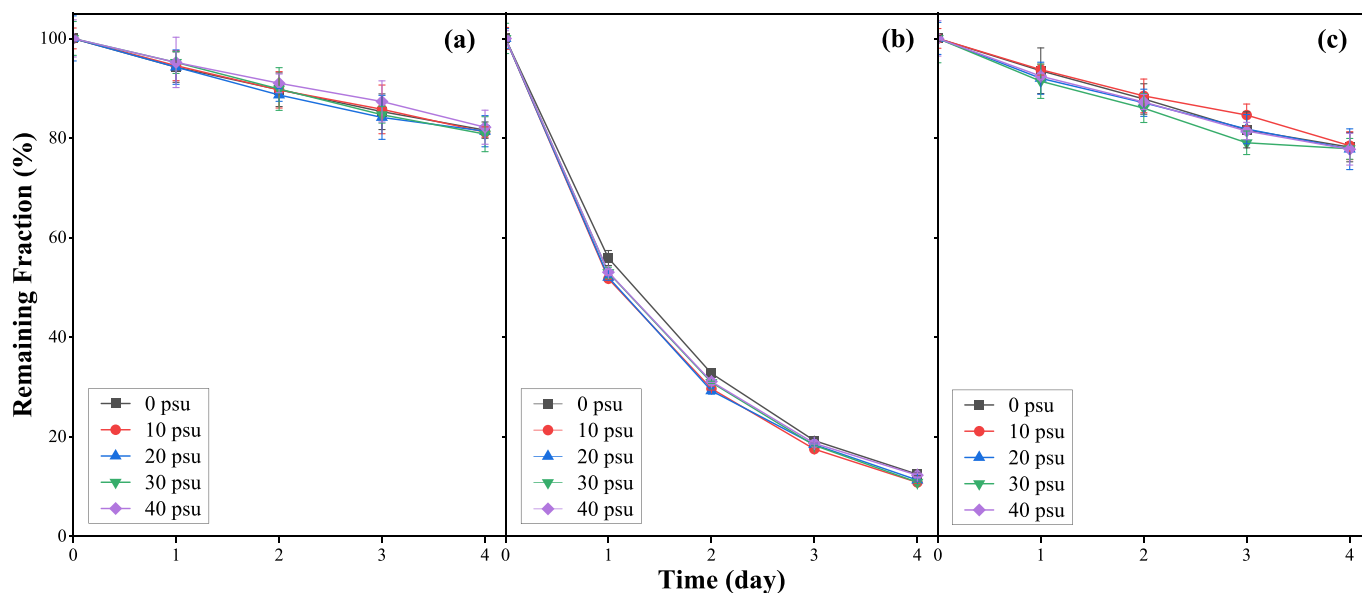 Remaining Fraction (%)
100
80
60
40
20
0
(a)
0 psu
10 psu
20 psu
30 psu
40 psu
0 1 2 3 4
(b)
0 psu
10 psu
20 psu
30 psu
40 psu
0 1 2 3 4
(c)
0 psu
10 psu
20 psu
30 psu
40 psu
0 1 2 3 4
Time (day)